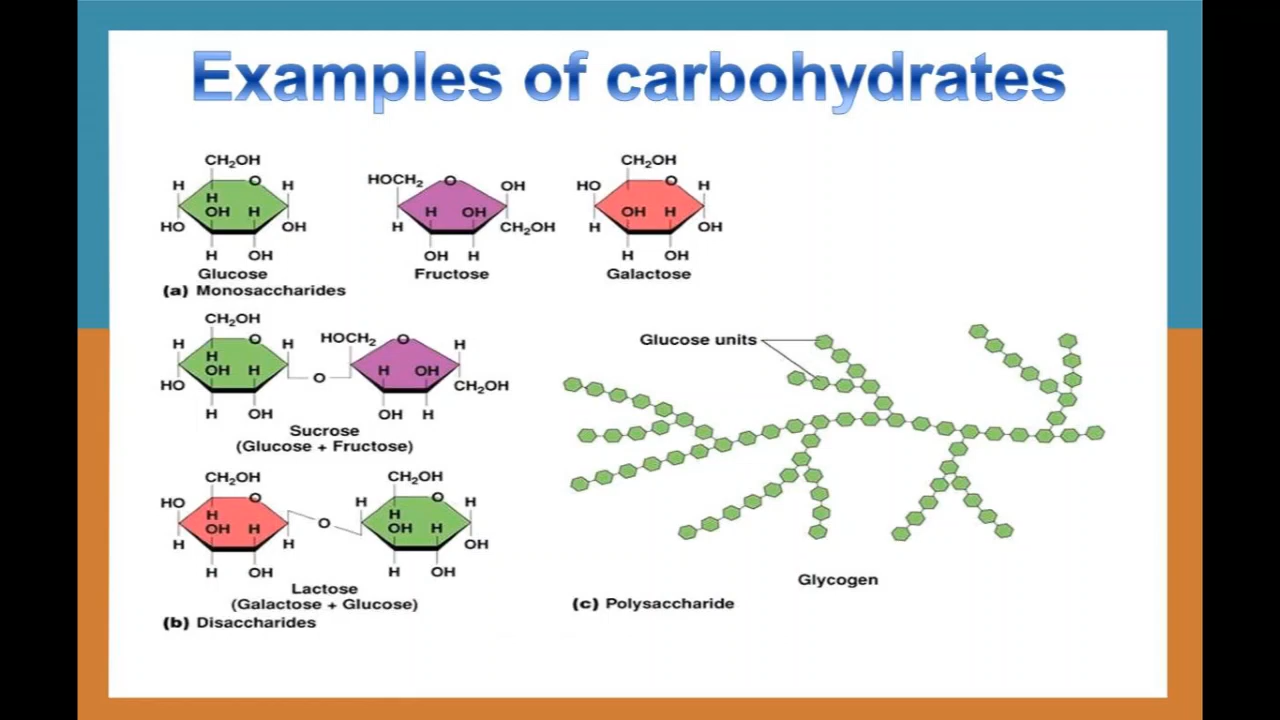 Examples of carbohydrates
CH₂OH
H O H
H
OH H
HO OH
H OH
Glucose
HOCH₂ O OH
H OH
H CH₂OH
OH H
Fructose
CH₂OH
HO O H
OH H
H OH
H OH
Galactose
(a) Monosaccharides
CH₂OH
H O H
H
OH H
HO
H OH
O
HOCH₂ O H
H OH
CH₂OH
OH H
Sucrose
(Glucose + Fructose)
CH₂OH
HO O
H
OH H
H H
H OH
O
CH₂OH
H O H
H
OH H
OH
H OH
Lactose
(Galactose + Glucose)
(b) Disaccharides
Glucose units
Glycogen
(c) Polysaccharide